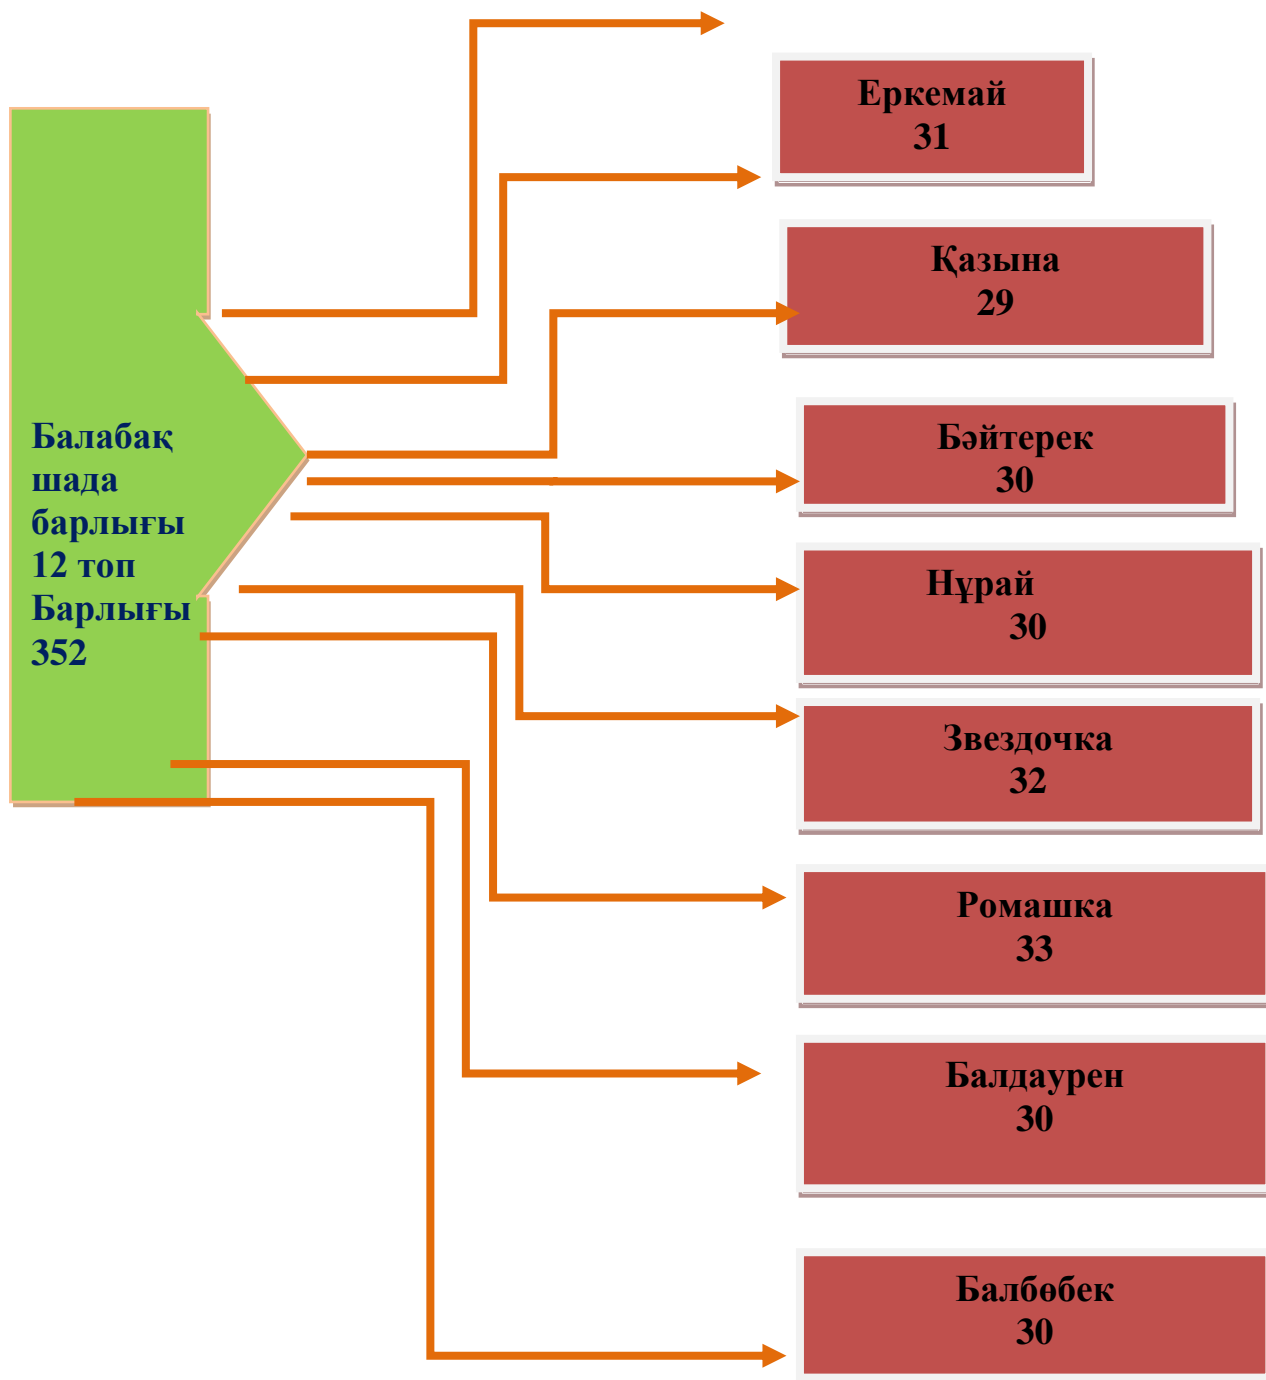 Еркемай
31
Қазына
29
Балабақ
шада
барлығы
12 топ
Барлығы
352
Бәйтерек
30
Нұрай
30
Звездочка
32
Ромашка
33
Балдаурен
30
Балбөбек
30